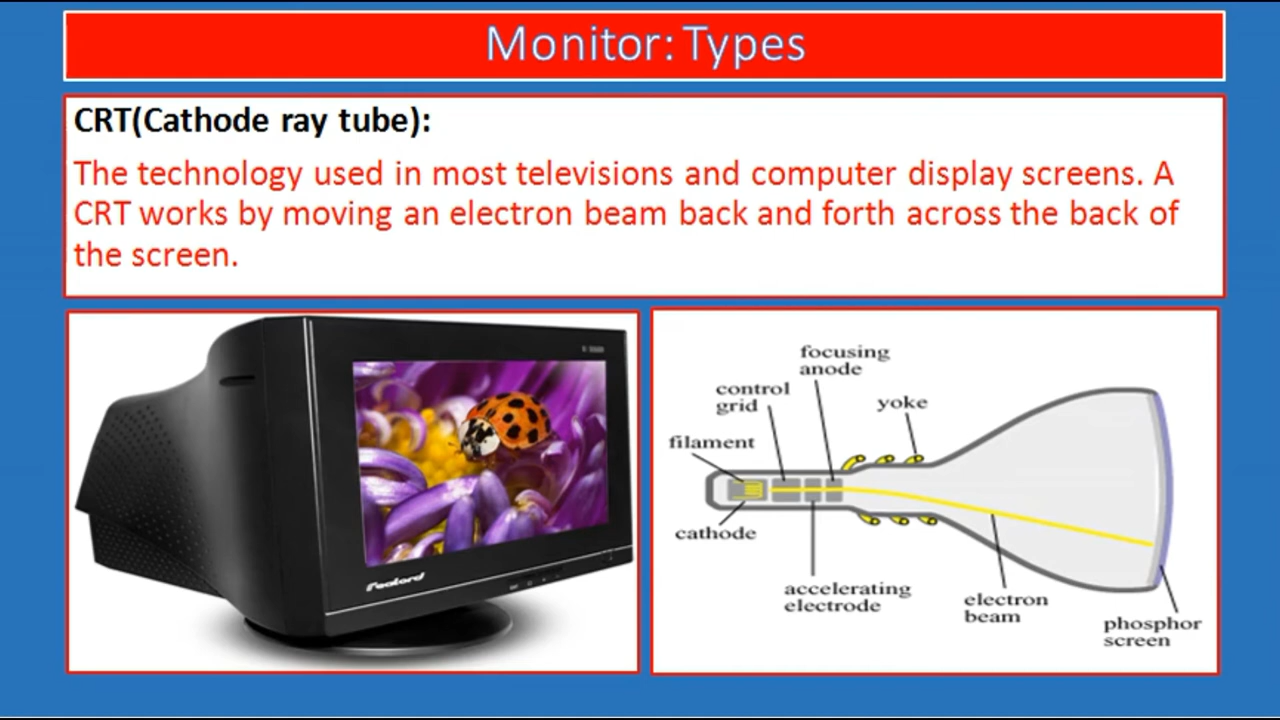 Monitor: Types
CRT(Cathode ray tube):
The technology used in most televisions and computer display screens. A
CRT works by moving an electron beam back and forth across the back of
the screen.
focusing
anode
control
grid
yoke
filament
cathode
accelerating
electrode
electron
beam
phosphor
screen